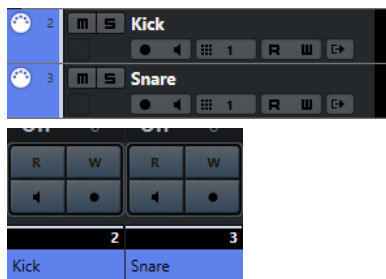 2 m S Kick
1 R W
3 m S Snare
1 R W
R W R W
2 3
Kick Snare